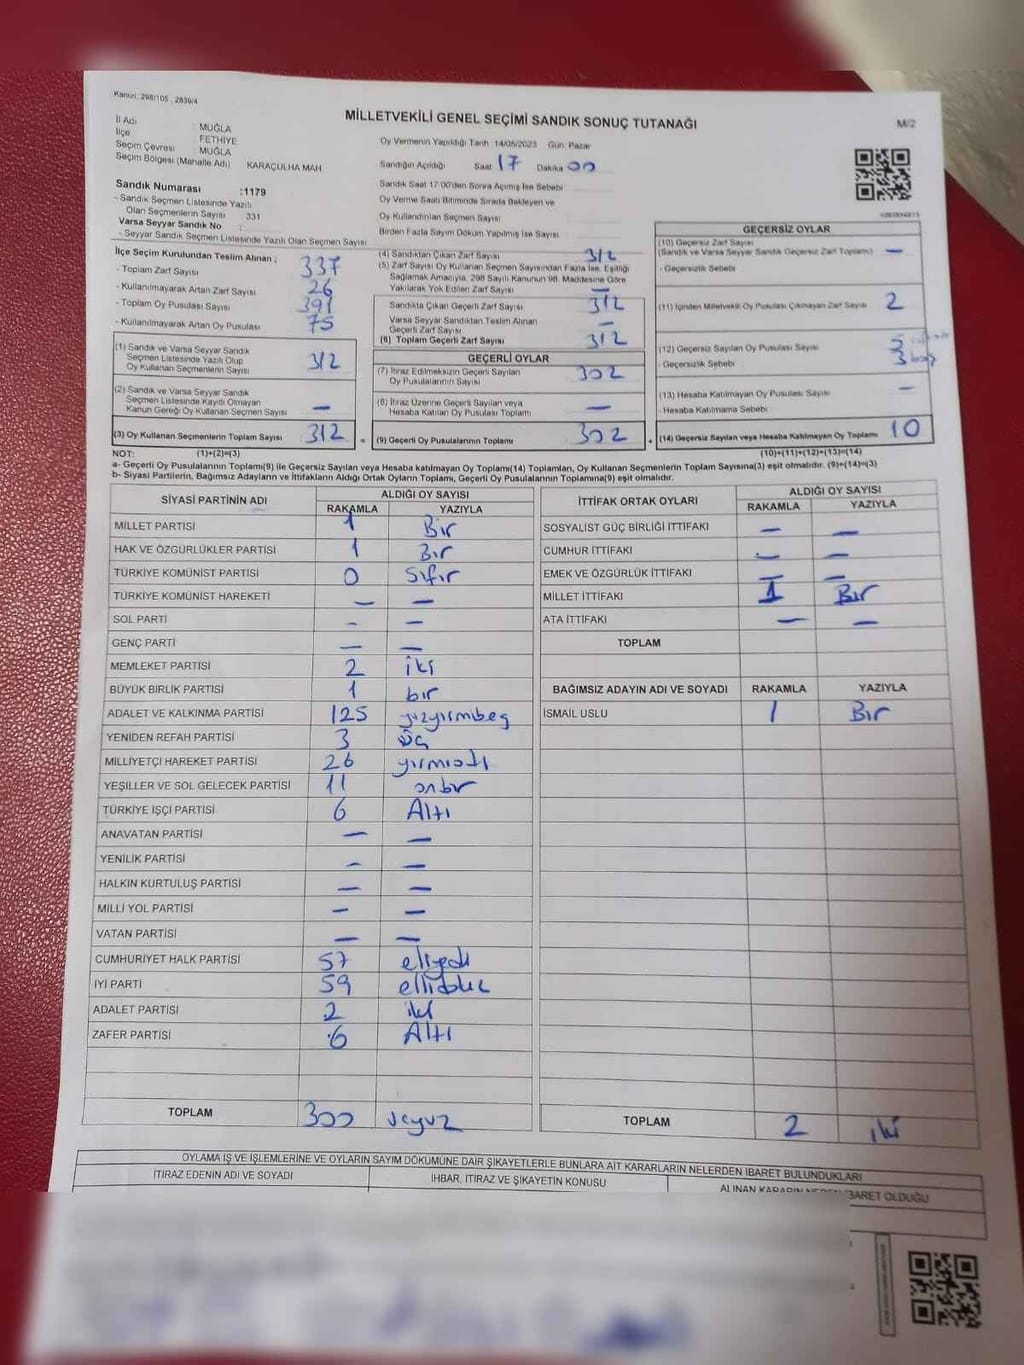 Kanun: 298/105 , 2839/4
MİLLETVEKİLİ GENEL SEÇİMİ SANDIK SONUÇ TUTANAĞI
M/2
İl Adı MUĞLA
İlçe FETHİYE
Seçim Çevresi MUĞLA
Seçim Bölgesi (Mahalle Adı) KARAÇULHA MAH
Oy Vermenin Yapıldığı Tarih 14/05/2023 Gün: Pazar
Sandığın Açıldığı Saat 17 Dakika 00
Sandık Saat 17:00'den Sonra Açılmış İse Sebebi
Oy Verme Saati Bitiminde Sırada Bekleyen ve
Oy Kullandırılan Seçmen Sayısı
Birden Fazla Sayım Döküm Yapılmış İse Sayısı
Sandık Numarası :1179
- Sandık Seçmen Listesinde Yazılı
Olan Seçmenlerin Sayısı 331
Varsa Seyyar Sandık No :
- Seyyar Sandık Seçmen Listesinde Yazılı Olan Seçmen Sayısı
İlçe Seçim Kurulundan Teslim Alınan ;
- Toplam Zarf Sayısı 337
- Kullanılmayarak Artan Zarf Sayısı 26
- Toplam Oy Pusulası Sayısı 391
- Kullanılmayarak Artan Oy Pusulası 75
(1) Sandık ve Varsa Seyyar Sandık
Seçmen Listesinde Yazılı Olup
Oy Kullanan Seçmenlerin Sayısı 312
(2) Sandık ve Varsa Seyyar Sandık
Seçmen Listesinde Kayıtlı Olmayan
Kanun Gereği Oy Kullanan Seçmen Sayısı —
(3) Oy Kullanan Seçmenlerin Toplam Sayısı 312 =
(4) Sandıktan Çıkan Zarf Sayısı 312
(5) Zarf Sayısı Oy Kullanan Seçmen Sayısından Fazla İse, Eşitliği
Sağlamak Amacıyla, 298 Sayılı Kanunun 98. Maddesine Göre
Yakılarak Yok Edilen Zarf Sayısı —
Sandıkta Çıkan Geçerli Zarf Sayısı 312
Varsa Seyyar Sandıktan Teslim Alınan
Geçerli Zarf Sayısı —
(6) Toplam Geçerli Zarf Sayısı 312
GEÇERLİ OYLAR
(7) İtiraz Edilmeksizin Geçerli Sayılan
Oy Pusulalarının Sayısı 302
(8) İtiraz Üzerine Geçerli Sayılan veya
Hesaba Katılan Oy Pusulası Toplamı —
(9) Geçerli Oy Pusulalarının Toplamı 302 +
GEÇERSİZ OYLAR
(10) Geçersiz Zarf Sayısı
(Sandık ve Varsa Seyyar Sandık Geçersiz Zarf Toplamı) —
- Geçersizlik Sebebi
(11) İçinden Milletvekili Oy Pusulası Çıkmayan Zarf Sayısı 2
(12) Geçersiz Sayılan Oy Pusulası Sayısı 5
- Geçersizlik Sebebi 3 boş
(13) Hesaba Katılmayan Oy Pusulası Sayısı —
- Hesaba Katılmama Sebebi
(14) Geçersiz Sayılan veya Hesaba Katılmayan Oy Toplamı 10
NOT: (1)+(2)=(3) (10)+(11)+(12)+(13)=(14)
a- Geçerli Oy Pusulalarının Toplamı(9) ile Geçersiz Sayılan veya Hesaba katılmayan Oy Toplam(14) Toplamları, Oy Kullanan Seçmenlerin Toplam Sayısına(3) eşit olmalıdır. (9)+(14)=(3)
b- Siyasi Partilerin, Bağımsız Adayların ve İttifakların Aldığı Ortak Oyların Toplamı, Geçerli Oy Pusulalarının Toplamına(9) eşit olmalıdır.
SİYASİ PARTİNİN ADI ALDIĞI OY SAYISI
RAKAMLA YAZIYLA
MİLLET PARTİSİ 1 Bir
HAK VE ÖZGÜRLÜKLER PARTİSİ 1 Bir
TÜRKİYE KOMÜNİST PARTİSİ 0 Sıfır
TÜRKİYE KOMÜNİST HAREKETİ — —
SOL PARTİ — —
GENÇ PARTİ — —
MEMLEKET PARTİSİ 2 iki
BÜYÜK BİRLİK PARTİSİ 1 bir
ADALET VE KALKINMA PARTİSİ 125 yüzyirmibeş
YENİDEN REFAH PARTİSİ 3 üç
MİLLİYETÇİ HAREKET PARTİSİ 26 yirmialtı
YEŞİLLER VE SOL GELECEK PARTİSİ 11 onbir
TÜRKİYE İŞÇİ PARTİSİ 6 Altı
ANAVATAN PARTİSİ — —
YENİLİK PARTİSİ — —
HALKIN KURTULUŞ PARTİSİ — —
MİLLİ YOL PARTİSİ — —
VATAN PARTİSİ — —
CUMHURİYET HALK PARTİSİ 57 eliyedi
İYİ PARTİ 59 ellidokuz
ADALET PARTİSİ 2 iki
ZAFER PARTİSİ 6 Altı
TOPLAM 300 üçyüz
İTTİFAK ORTAK OYLARI ALDIĞI OY SAYISI
RAKAMLA YAZIYLA
SOSYALİST GÜÇ BİRLİĞİ İTTİFAKI — —
CUMHUR İTTİFAKI — —
EMEK VE ÖZGÜRLÜK İTTİFAKI — —
MİLLET İTTİFAKI 1 Bir
ATA İTTİFAKI — —
TOPLAM
BAĞIMSIZ ADAYIN ADI VE SOYADI RAKAMLA YAZIYLA
İSMAİL USLU 1 Bir
TOPLAM 2 iki
OYLAMA İŞ VE İŞLEMLERİNE VE OYLARIN SAYIM DÖKÜMÜNE DAİR ŞİKAYETLERLE BUNLARA AİT KARARLARIN NELERDEN İBARET BULUNDUKLARI
İTİRAZ EDENİN ADI VE SOYADI İHBAR, İTİRAZ VE ŞİKAYETİN KONUSU ALINAN KARARIN NEDEN İBARET OLDUĞU